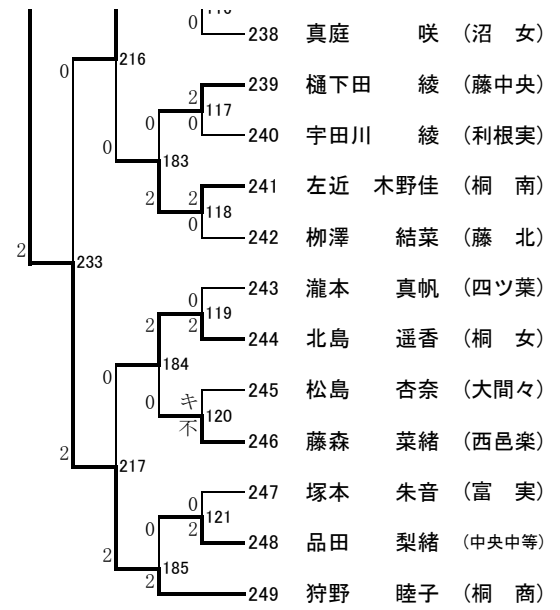 116
0 238 真庭 咲 (沼 女)
216
0
2 239 樋下田 綾 (藤中央)
0 117
0 240 宇田川 綾 (利根実)
0 183
2 2 241 左近 木野佳 (桐 南)
118
0 242 栁澤 結菜 (藤 北)
2 233
0 243 瀧本 真帆 (四ツ葉)
2 119
2 244 北島 遥香 (桐 女)
184
0 0 キ 245 松島 杏奈 (大間々)
120
不 246 藤森 菜緒 (西邑楽)
2 217
0 247 塚本 朱音 (富 実)
0 121
2 248 品田 梨緒 (中央中等)
2 185
2 249 狩野 睦子 (桐 商)